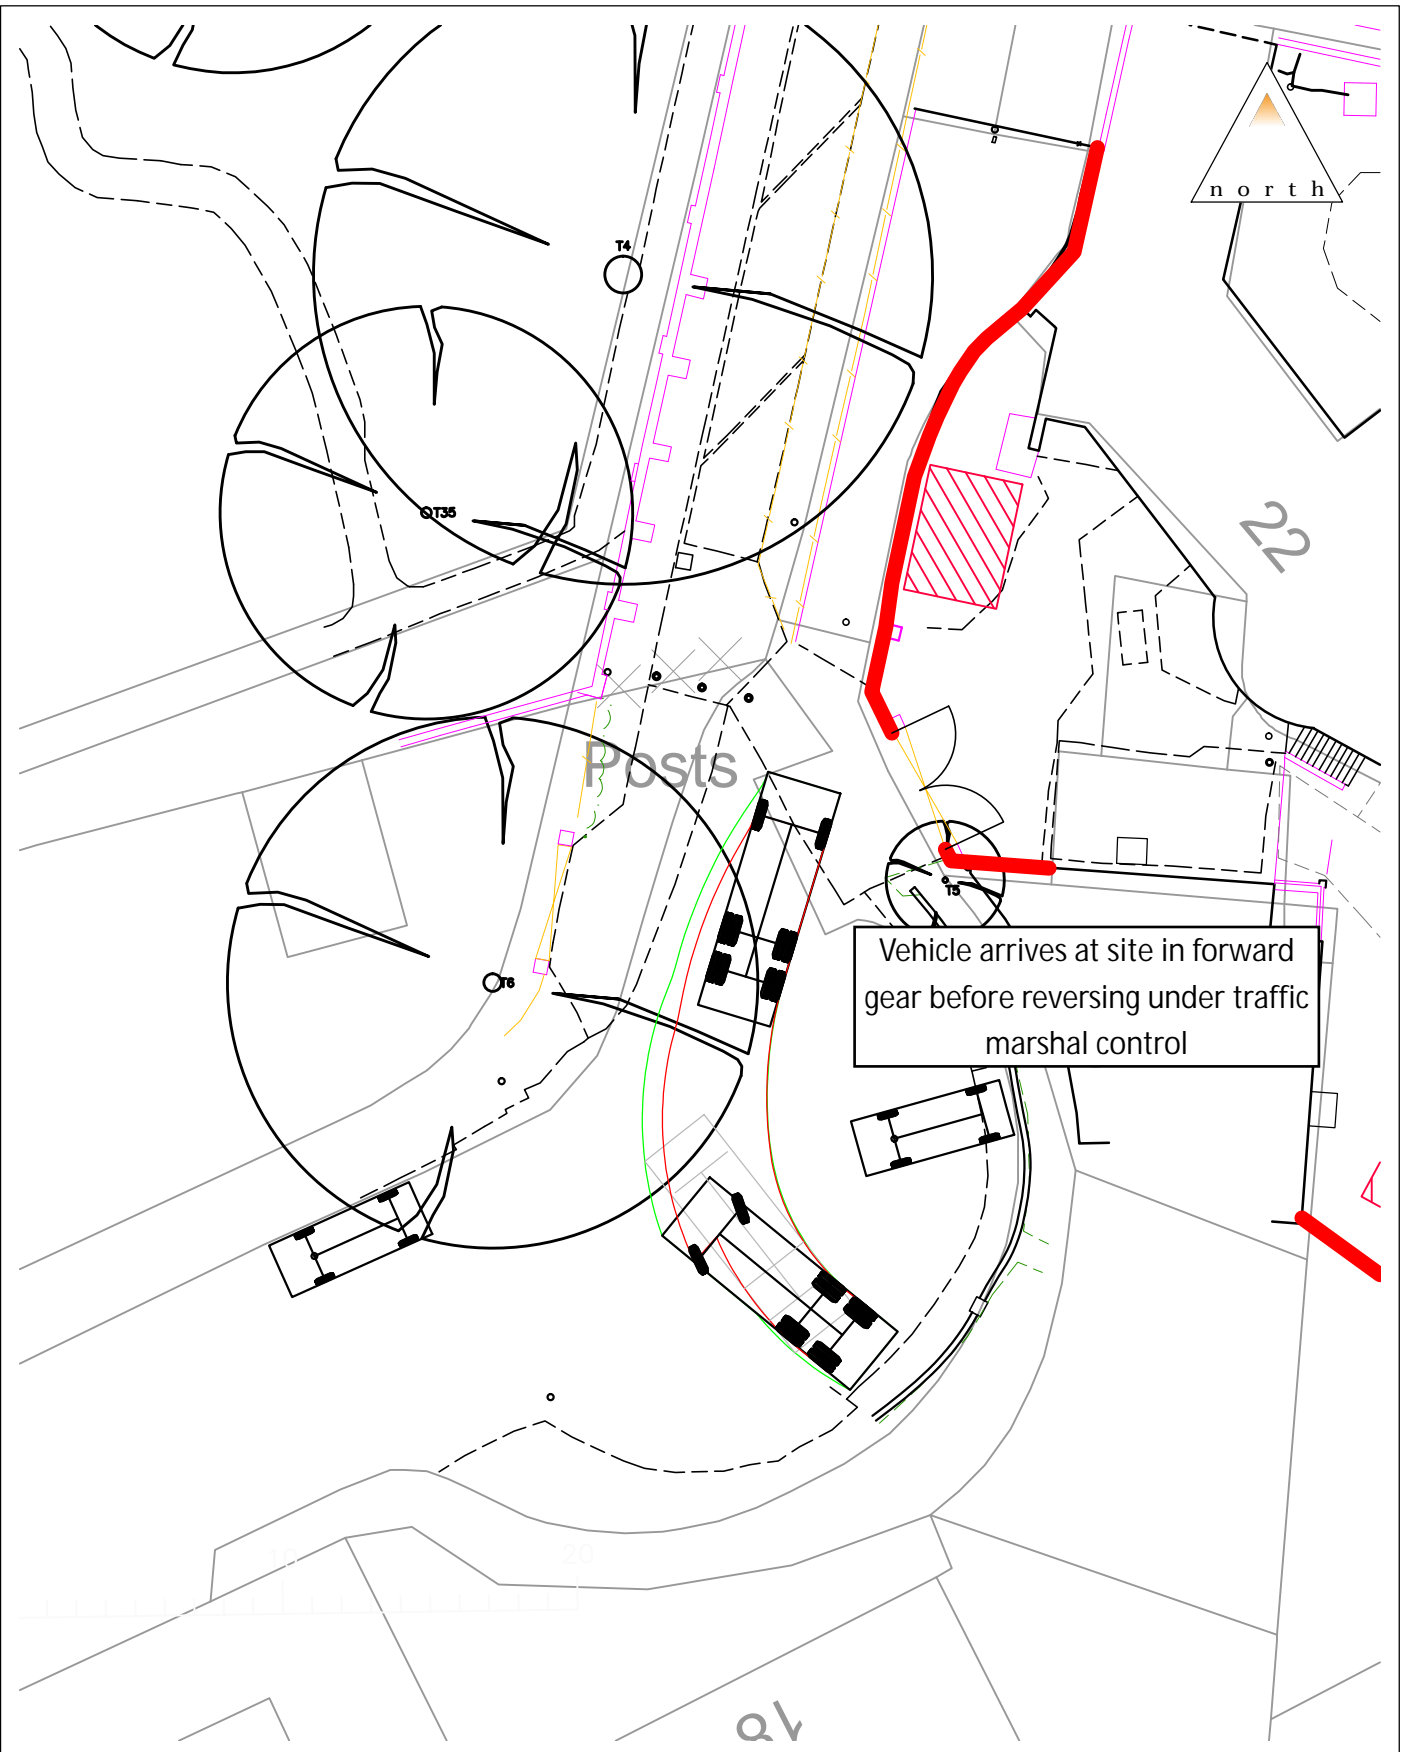 north
T4
T35
22
Posts
T5
Vehicle arrives at site in forward
gear before reversing under traffic
marshal control
T6
10
20
18